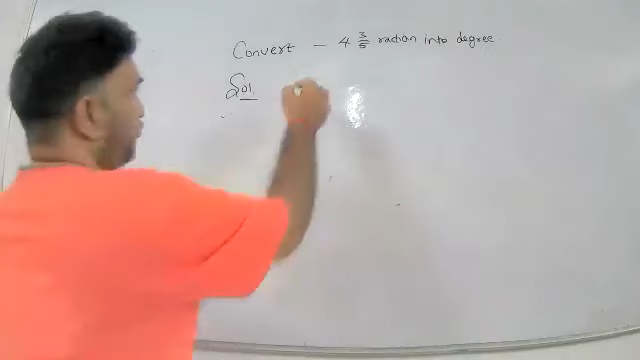 Convert - 4 3/5 radian into degree.
Sol.